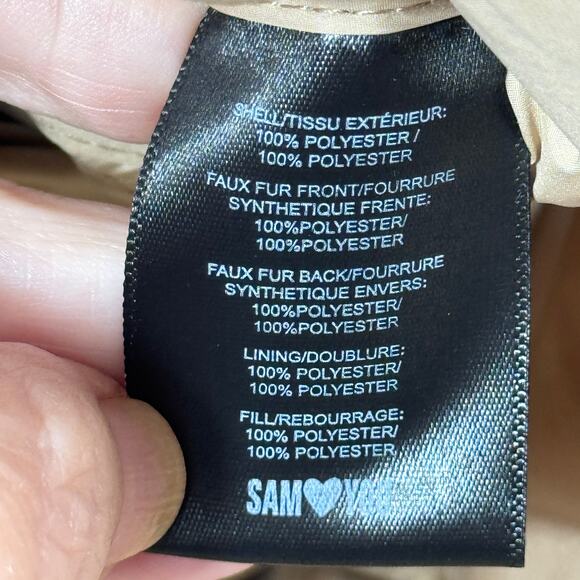 SHELL/TISSU EXTÉRIEUR:
100% POLYESTER /
100% POLYESTER
FAUX FUR FRONT/FOURRURE
SYNTHETIQUE FRENTE:
100%POLYESTER/
100%POLYESTER
FAUX FUR BACK/FOURRURE
SYNTHETIQUE ENVERS:
100%POLYESTER/
100%POLYESTER
LINING/DOUBLURE:
100% POLYESTER/
100% POLYESTER
FILL/REBOURRAGE:
100% POLYESTER/
100% POLYESTER
SAM♥YOU